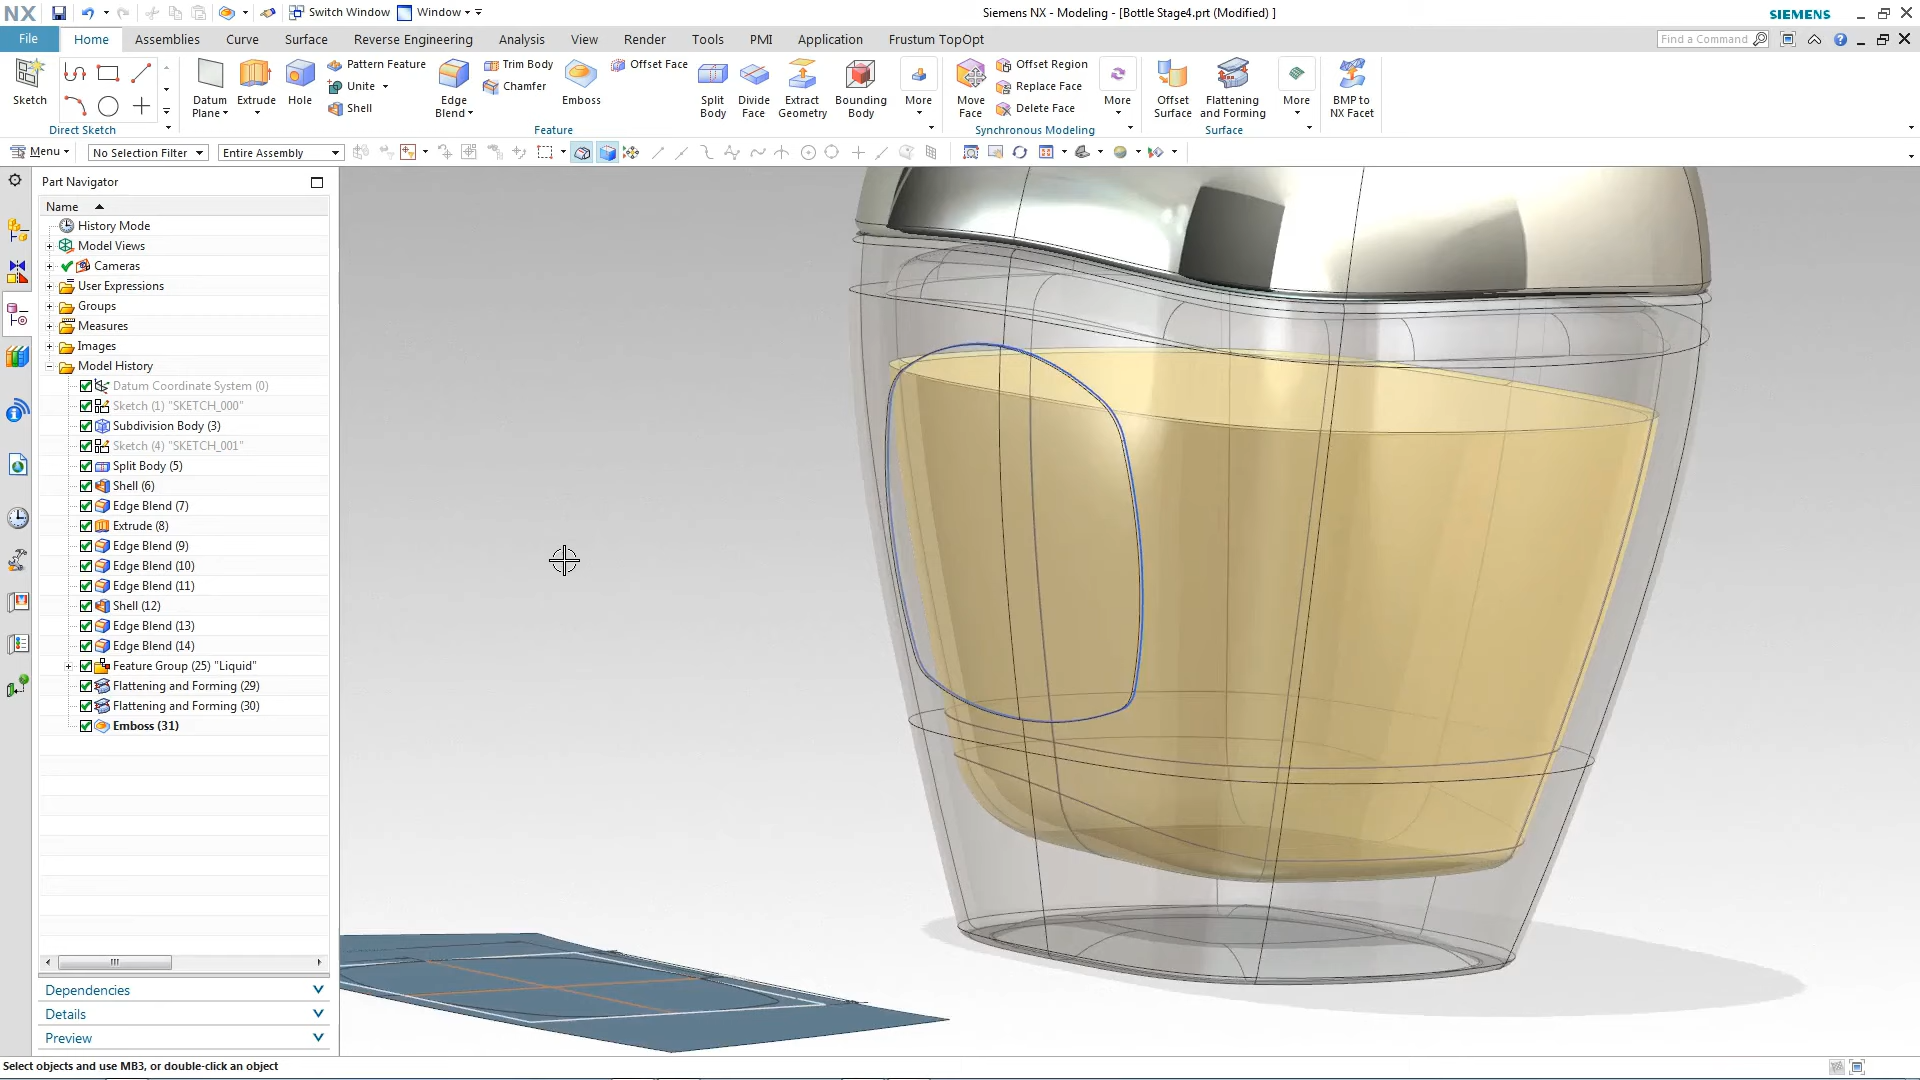 NX
Switch Window
Window
Siemens NX - Modeling - [Bottle Stage4.prt (Modified) ]
SIEMENS
File
Home
Assemblies
Curve
Surface
Reverse Engineering
Analysis
View
Render
Tools
PMI
Application
Frustum TopOpt
Find a Command
Sketch
Direct Sketch
Datum Plane
Extrude
Hole
Pattern Feature
Unite
Shell
Edge Blend
Trim Body
Chamfer
Emboss
Offset Face
Split Body
Divide Face
Extract Geometry
Bounding Body
More
Feature
Move Face
Offset Region
Replace Face
Delete Face
More
Synchronous Modeling
Offset Surface
Flattening and Forming
More
Surface
BMP to NX Facet
Menu
No Selection Filter
Entire Assembly
Part Navigator
Name
History Mode
Model Views
Cameras
User Expressions
Groups
Measures
Images
Model History
Datum Coordinate System (0)
Sketch (1) "SKETCH_000"
Subdivision Body (3)
Sketch (4) "SKETCH_001"
Split Body (5)
Shell (6)
Edge Blend (7)
Extrude (8)
Edge Blend (9)
Edge Blend (10)
Edge Blend (11)
Shell (12)
Edge Blend (13)
Edge Blend (14)
Feature Group (25) "Liquid"
Flattening and Forming (29)
Flattening and Forming (30)
Emboss (31)
Dependencies
Details
Preview
Select objects and use MB3, or double-click an object